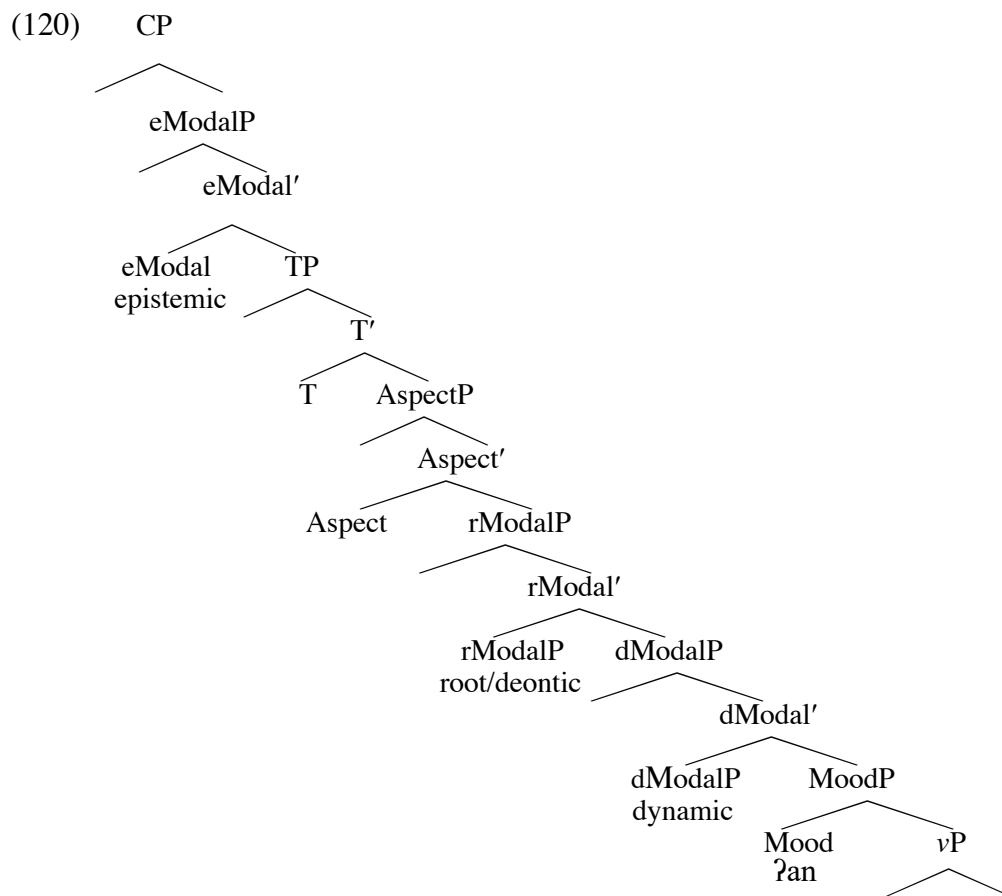 (120) CP
eModalP
eModal′
eModal TP
epistemic
T′
T AspectP
Aspect′
Aspect rModalP
rModal′
rModalP dModalP
root/deontic
dModal′
dModalP MoodP
dynamic
Mood vP
ʔan